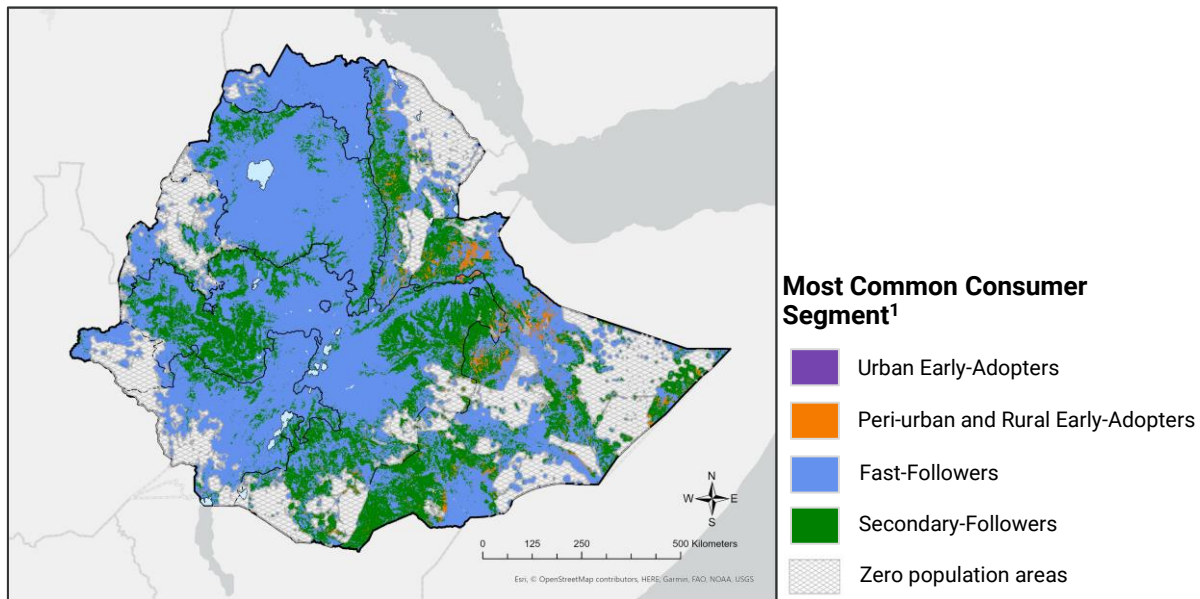 N
W E
S
0 125 250 500 Kilometers
Esri, © OpenStreetMap contributors, HERE, Garmin, FAO, NOAA, USGS
Most Common Consumer
Segment1
Urban Early-Adopters
Peri-urban and Rural Early-Adopters
Fast-Followers
Secondary-Followers
Zero population areas